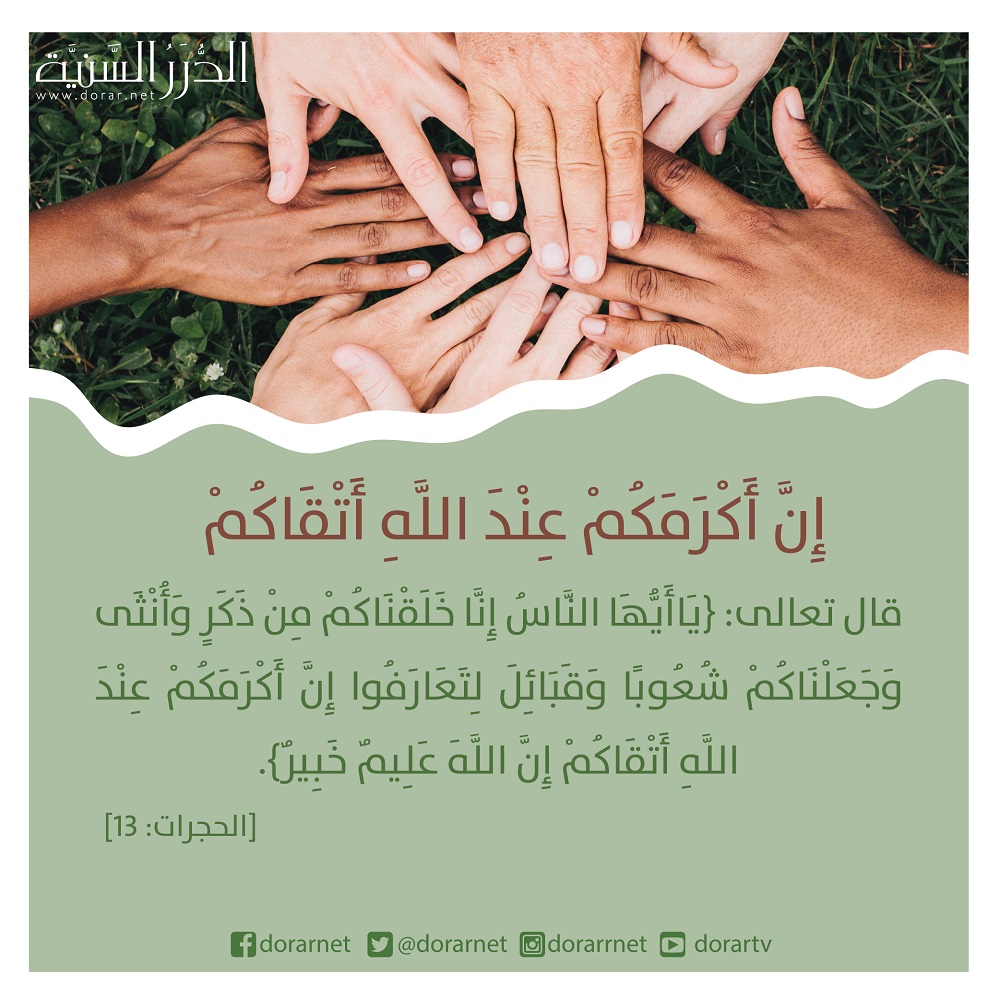 الدُّرَرُ السَّنِيَّة
www.dorar.net
إِنَّ أَكْرَمَكُمْ عِنْدَ اللَّهِ أَتْقَاكُمْ
قال تعالى: {يَاأَيُّهَا النَّاسُ إِنَّا خَلَقْنَاكُمْ مِنْ ذَكَرٍ وَأُنْثَى
وَجَعَلْنَاكُمْ شُعُوبًا وَقَبَائِلَ لِتَعَارَفُوا إِنَّ أَكْرَمَكُمْ عِنْدَ
اللَّهِ أَتْقَاكُمْ إِنَّ اللَّهَ عَلِيمٌ خَبِيرٌ}.
[الحجرات: 13]
dorarnet @dorarnet dorarrnet dorartv